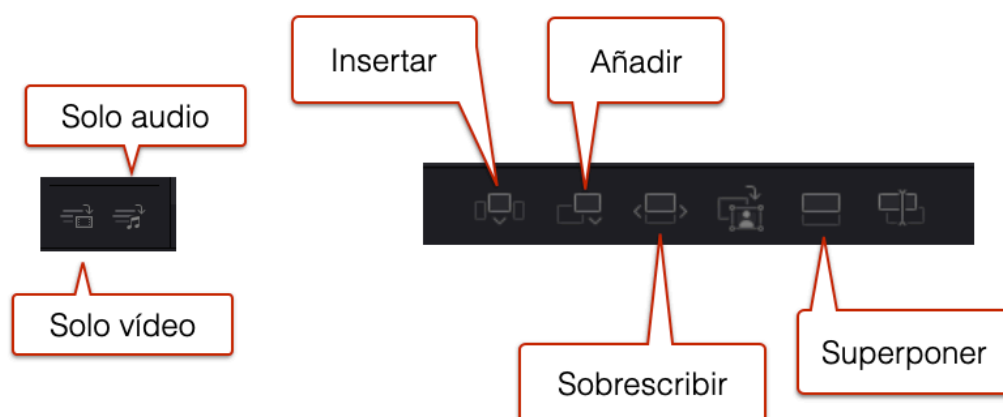 Insertar
Añadir
Solo audio
Solo vídeo
Sobrescribir
Superponer